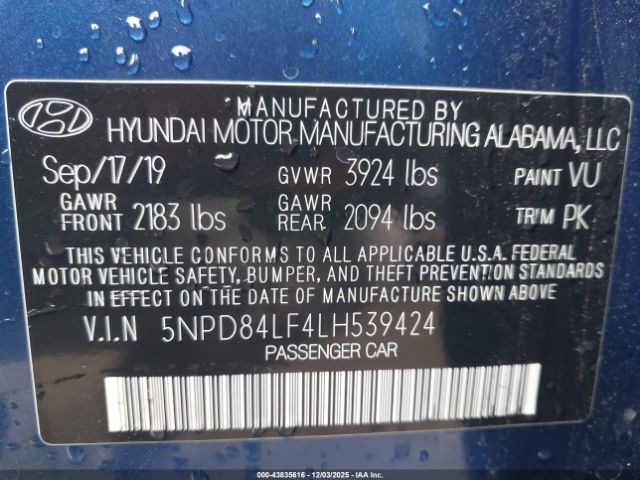 MANUFACTURED BY
HYUNDAI MOTOR MANUFACTURING ALABAMA, LLC
Sep/17/19 GVWR 3924 lbs PAINT VU
GAWR FRONT 2183 lbs GAWR REAR 2094 lbs TRIM PK
THIS VEHICLE CONFORMS TO ALL APPLICABLE U.S.A. FEDERAL
MOTOR VEHICLE SAFETY, BUMPER, AND THEFT PREVENTION STANDARDS
IN EFFECT ON THE DATE OF MANUFACTURE SHOWN ABOVE.
V.I.N 5NPD84LF4LH539424
PASSENGER CAR
000-43835616 - 12/03/2025 - IAA Inc. - Copyright